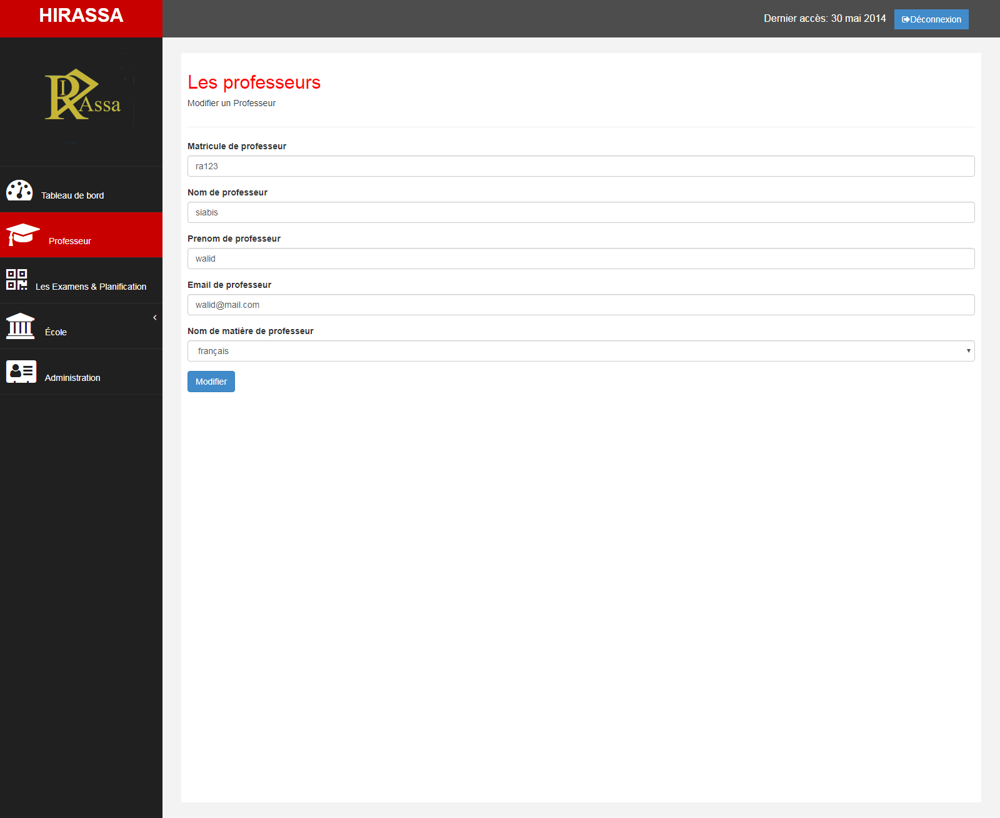 HIRASSA
Dernier accès: 30 mai 2014
Déconnexion
DIR Assa
Tableau de bord
Professeur
Les Examens & Planification
École
Administration
Les professeurs
Modifier un Professeur
Matricule de professeur
ra123
Nom de professeur
siabis
Prenom de professeur
walid
Email de professeur
walid@mail.com
Nom de matière de professeur
français
Modifier